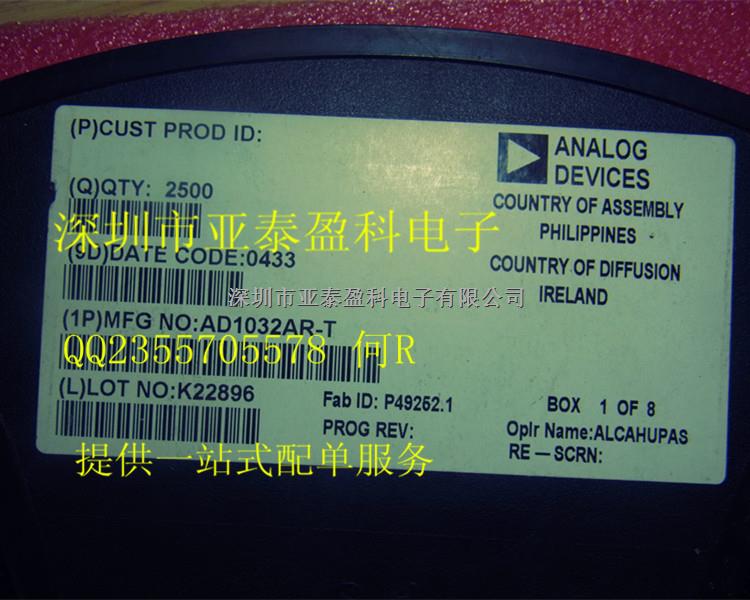 (P)CUST PROD ID:
ANALOG
DEVICES
(Q)QTY: 2500
COUNTRY OF ASSEMBLY
PHILIPPINES
深圳市亚泰盈科电子
(9D)DATE CODE:0433
COUNTRY OF DIFFUSION
IRELAND
深圳市亚泰盈科电子有限公司
(1P)MFG NO:AD1032AR-T
QQ2355705578 何R
(L)LOT NO:K22896
Fab ID: P49252.1
BOX 1 OF 8
PROG REV:
Oplr Name:ALCAHUPAS
RE — SCRN:
提供一站式配单服务